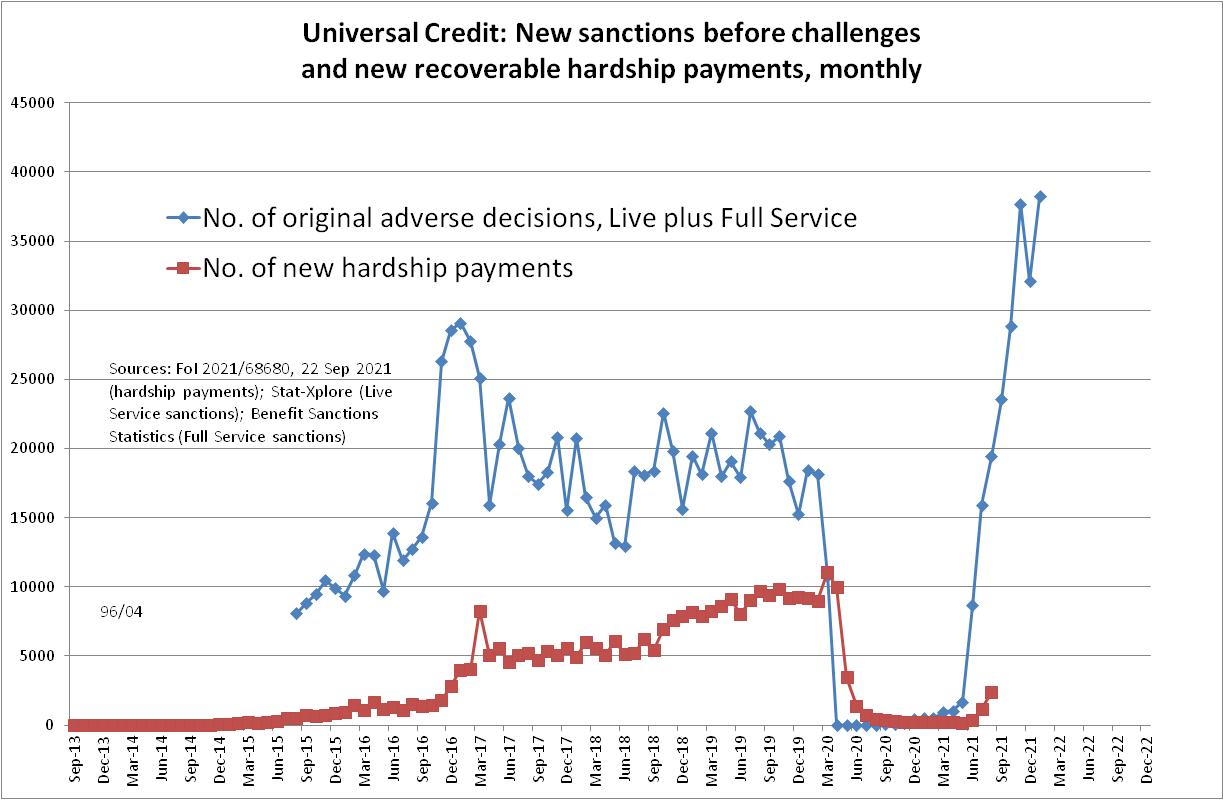 Universal Credit: New sanctions before challenges
and new recoverable hardship payments, monthly
45000
40000
35000
30000
25000
20000
15000
10000
5000
0
No. of original adverse decisions, Live plus Full Service
No. of new hardship payments
Sources: FoI 2021/68680, 22 Sep 2021
(hardship payments); Stat-Xplore (Live
Service sanctions); Benefit Sanctions
Statistics (Full Service sanctions)
96/04
Sep-13
Dec-13
Mar-14
Jun-14
Sep-14
Dec-14
Mar-15
Jun-15
Sep-15
Dec-15
Mar-16
Jun-16
Sep-16
Dec-16
Mar-17
Jun-17
Sep-17
Dec-17
Mar-18
Jun-18
Sep-18
Dec-18
Mar-19
Jun-19
Sep-19
Dec-19
Mar-20
Jun-20
Sep-20
Dec-20
Mar-21
Jun-21
Sep-21
Dec-21
Mar-22
Jun-22
Sep-22
Dec-22